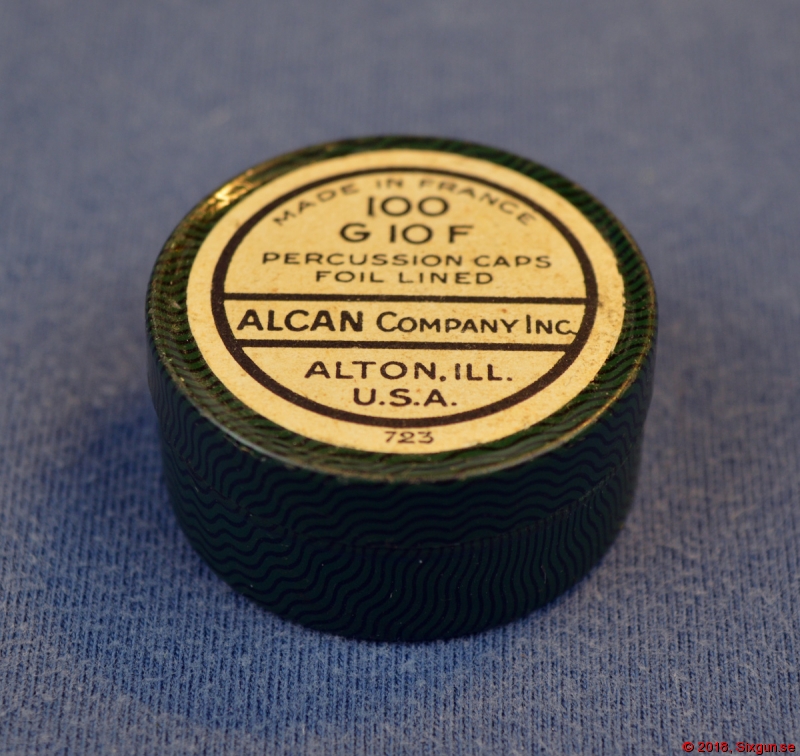 MADE IN FRANCE
100
G 10 F
PERCUSSION CAPS
FOIL LINED
ALCAN COMPANY INC.
ALTON, ILL.
U.S.A.
723
© 2018, Sixgun.se